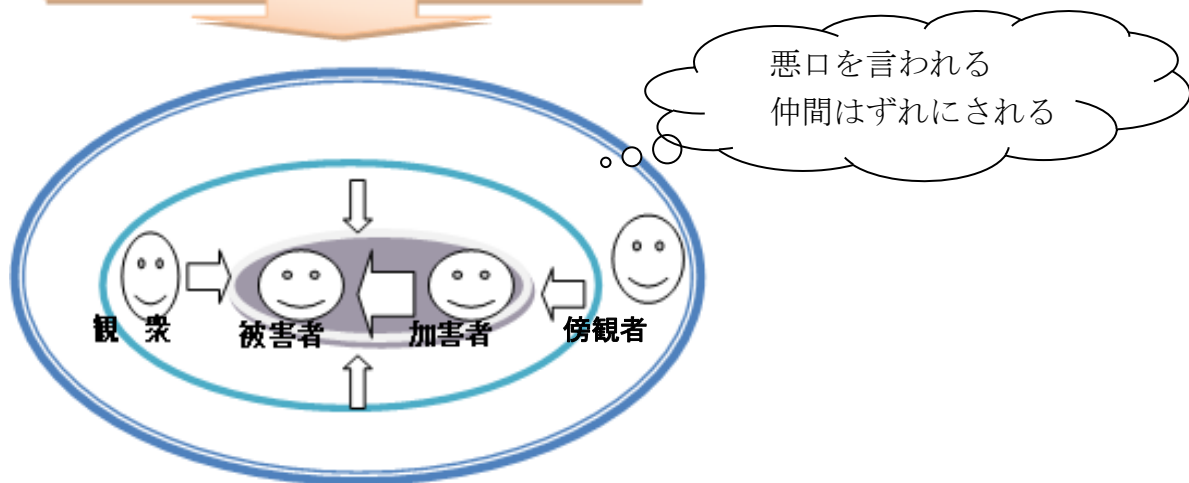 悪口を言われる
仲間はずれにされる
観　衆
被害者
加害者
傍観者